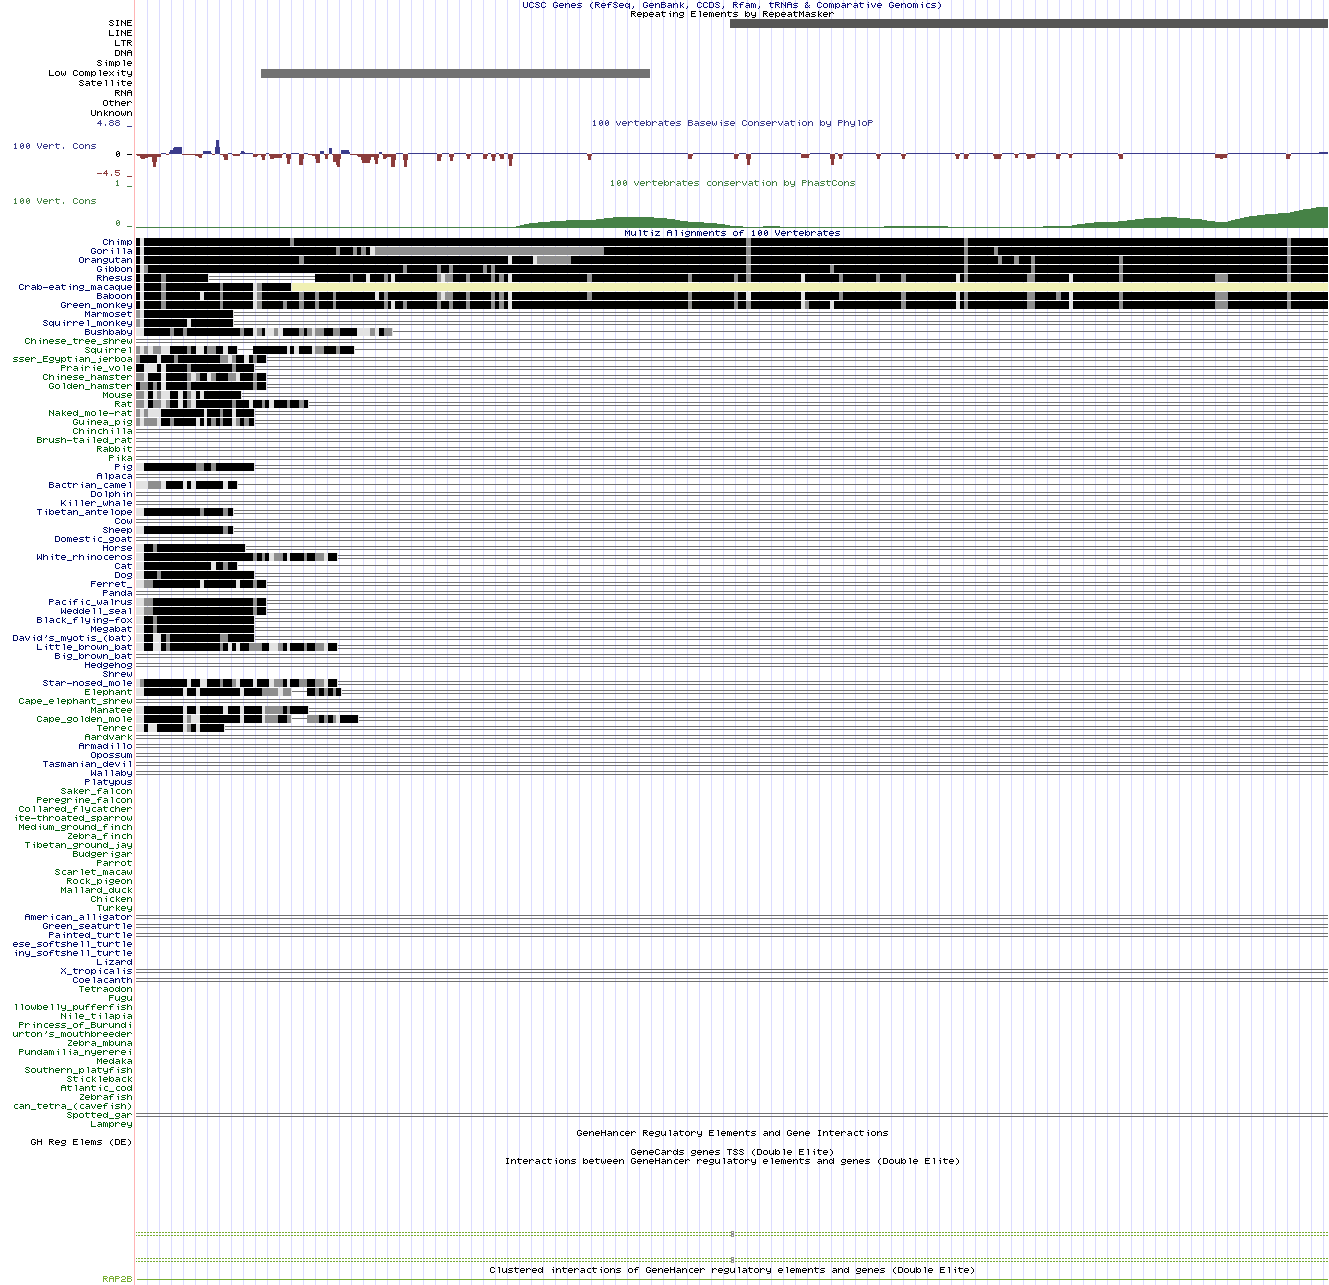 UCSC Genes (RefSeq, GenBank, CCDS, Rfam, tRNAs & Comparative Genomics)
Repeating Elements by RepeatMasker
SINE
LINE
LTR
DNA
Simple
Low Complexity
Satellite
RNA
Other
Unknown
4.88 _
100 vertebrates Basewise Conservation by PhyloP
100 Vert. Cons
0 -
-4.5 _
1 _
100 vertebrates conservation by PhastCons
100 Vert. Cons
0 _
Multiz Alignments of 100 Vertebrates
Chimp
Gorilla
Orangutan
Gibbon
Rhesus
Crab-eating_macaque
Baboon
Green_monkey
Marmoset
Squirrel_monkey
Bushbaby
Chinese_tree_shrew
Squirrel
sser_Egyptian_jerboa
Prairie_vole
Chinese_hamster
Golden_hamster
Mouse
Rat
Naked_mole-rat
Guinea_pig
Chinchilla
Brush-tailed_rat
Rabbit
Pika
Pig
Alpaca
Bactrian_camel
Dolphin
Killer_whale
Tibetan_antelope
Cow
Sheep
Domestic_goat
Horse
White_rhinoceros
Cat
Dog
Ferret_
Panda
Pacific_walrus
Weddell_seal
Black_flying-fox
Megabat
David's_myotis_(bat)
Little_brown_bat
Big_brown_bat
Hedgehog
Shrew
Star-nosed_mole
Elephant
Cape_elephant_shrew
Manatee
Cape_golden_mole
Tenrec
Aardvark
Armadillo
Opossum
Tasmanian_devil
Wallaby
Platypus
Saker_falcon
Peregrine_falcon
Collared_flycatcher
ite-throated_sparrow
Medium_ground_finch
Zebra_finch
Tibetan_ground_jay
Budgerigar
Parrot
Scarlet_macaw
Rock_pigeon
Mallard_duck
Chicken
Turkey
American_alligator
Green_seaturtle
Painted_turtle
ese_softshell_turtle
iny_softshell_turtle
Lizard
X_tropicalis
Coelacanth
Tetraodon
Fugu
llowbelly_pufferfish
Nile_tilapia
Princess_of_Burundi
urton's_mouthbreeder
Zebra_mbuna
Pundamilia_nyererei
Medaka
Southern_platyfish
Stickleback
Atlantic_cod
Zebrafish
can_tetra_(cavefish)
Spotted_gar
Lamprey
GeneHancer Regulatory Elements and Gene Interactions
GH Reg Elems (DE)
GeneCards genes TSS (Double Elite)
Interactions between GeneHancer regulatory elements and genes (Double Elite)
Clustered interactions of GeneHancer regulatory elements and genes (Double Elite)
RAP2B